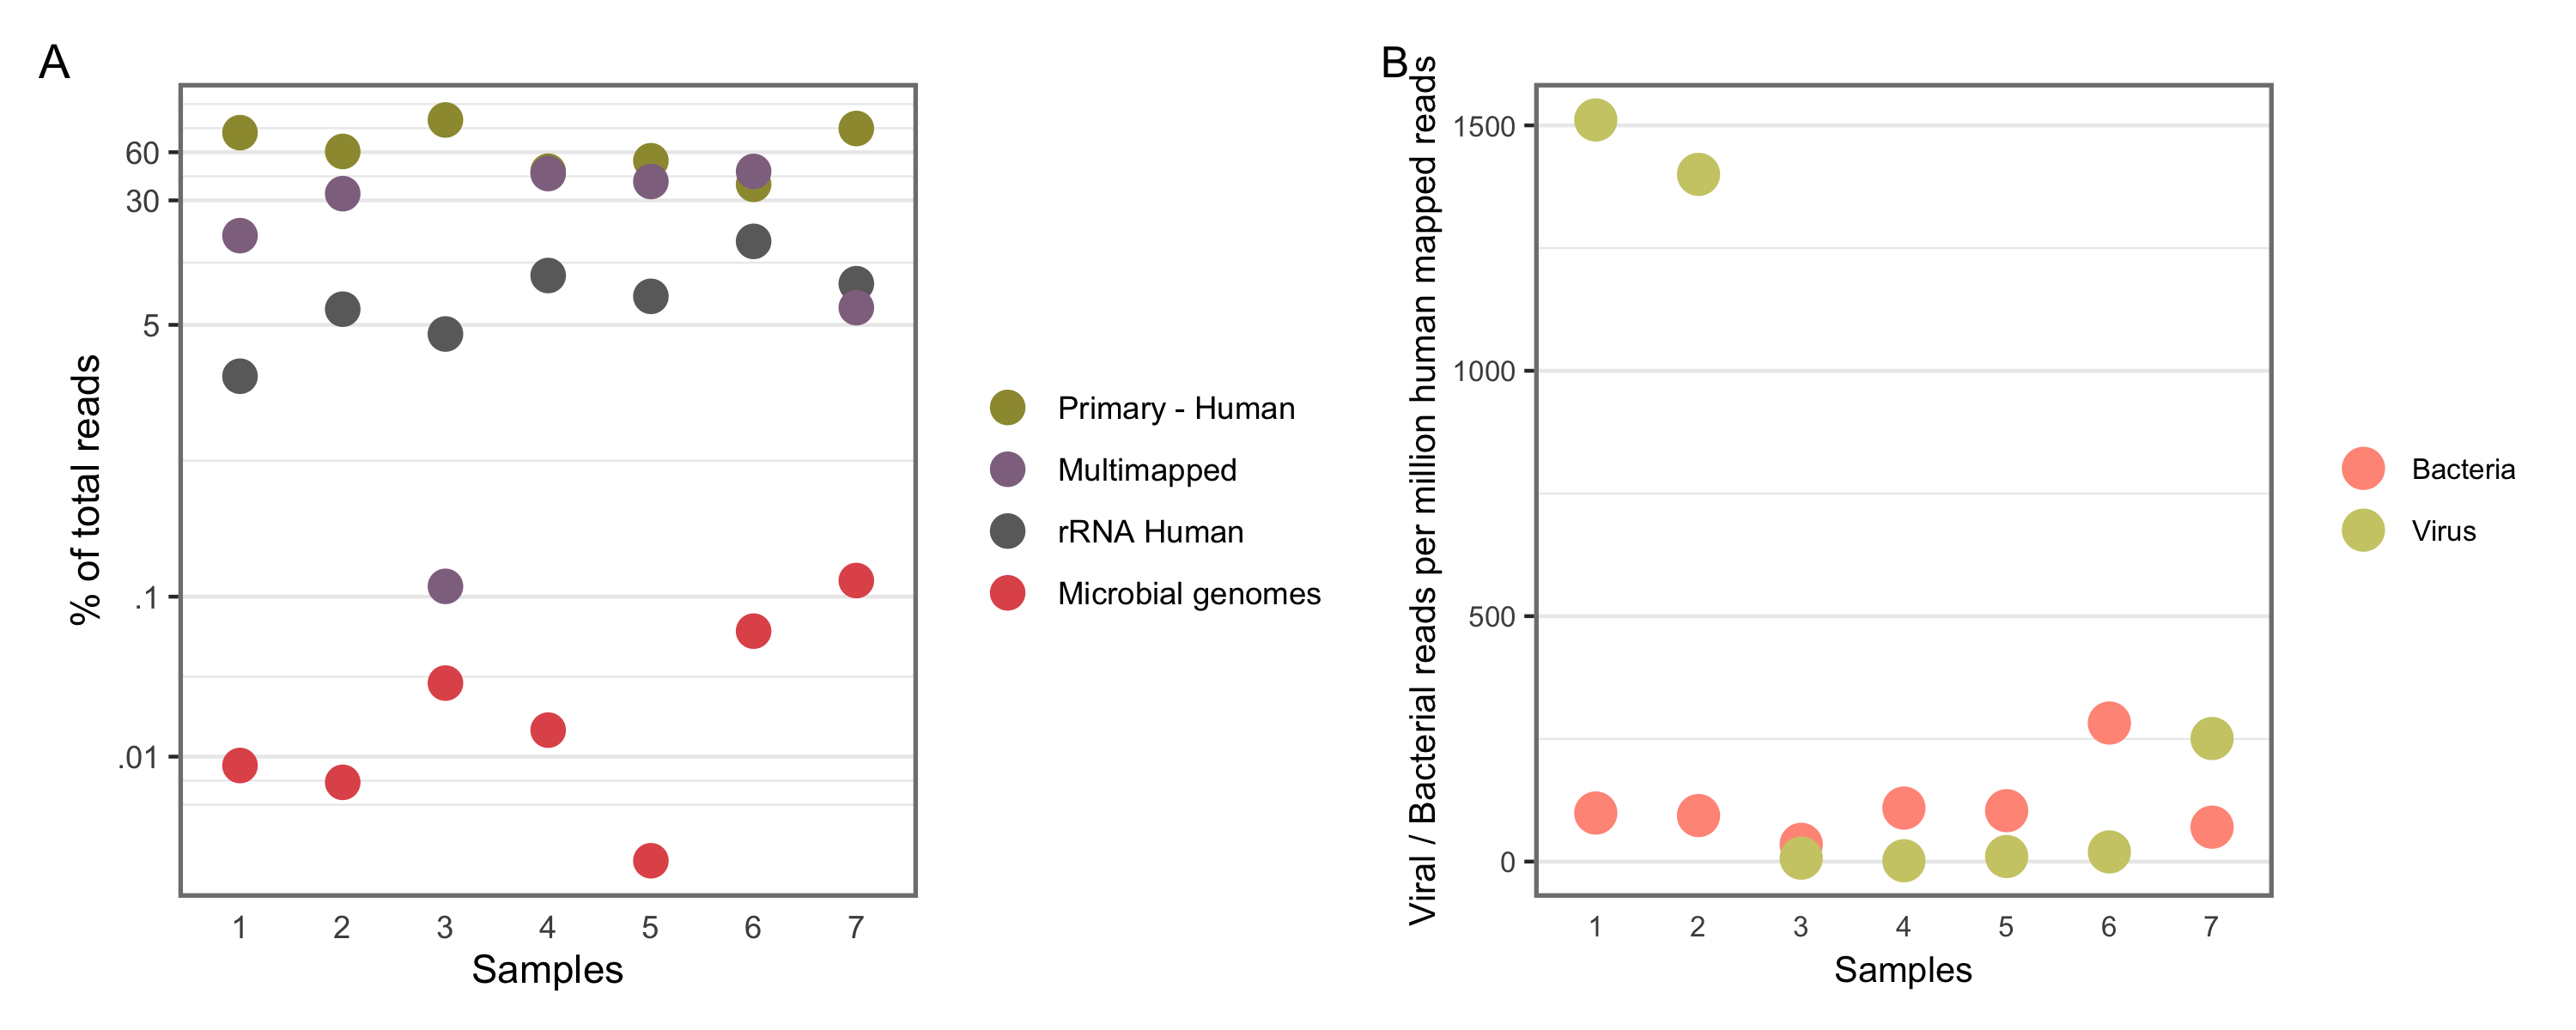 A
% of total reads
60
30
5
.1
.01
1 2 3 4 5 6 7
Samples
Primary - Human
Multimapped
rRNA Human
Microbial genomes
B
Viral / Bacterial reads per million human mapped reads
1500
1000
500
0
1 2 3 4 5 6 7
Samples
Bacteria
Virus